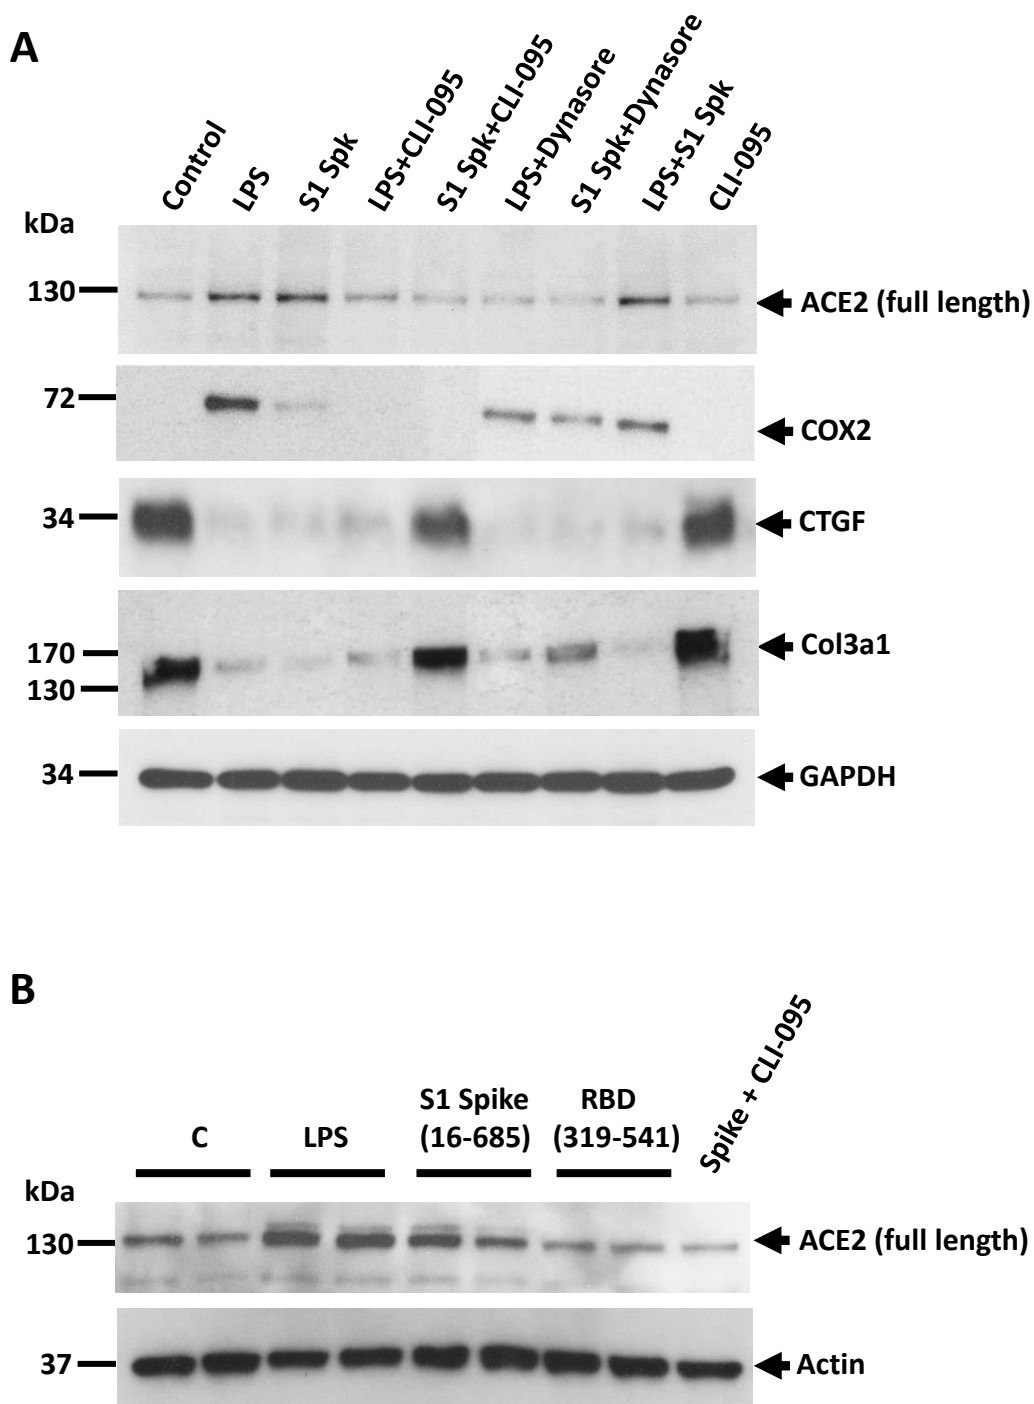 A
Control
LPS
S1 Spk
LPS+CLI-095
S1 Spk+CLI-095
LPS+Dynasore
S1 Spk+Dynasore
LPS+S1 Spk
CLI-095
kDa
130
ACE2 (full length)
72
COX2
34
CTGF
170
130
Col3a1
34
GAPDH
B
C
LPS
S1 Spike
(16-685)
RBD
(319-541)
Spike + CLI-095
kDa
130
ACE2 (full length)
37
Actin